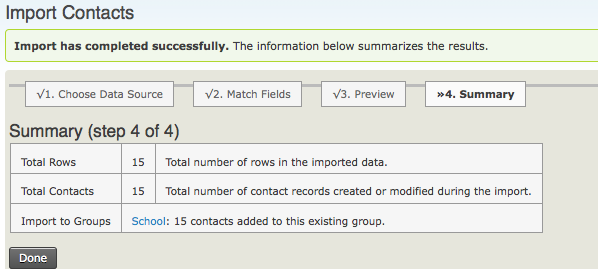 Import Contacts
Import has completed successfully. The information below summarizes the results.
√1. Choose Data Source √2. Match Fields √3. Preview »4. Summary
Summary (step 4 of 4)
Total Rows 15 Total number of rows in the imported data.
Total Contacts 15 Total number of contact records created or modified during the import.
Import to Groups School: 15 contacts added to this existing group.
Done